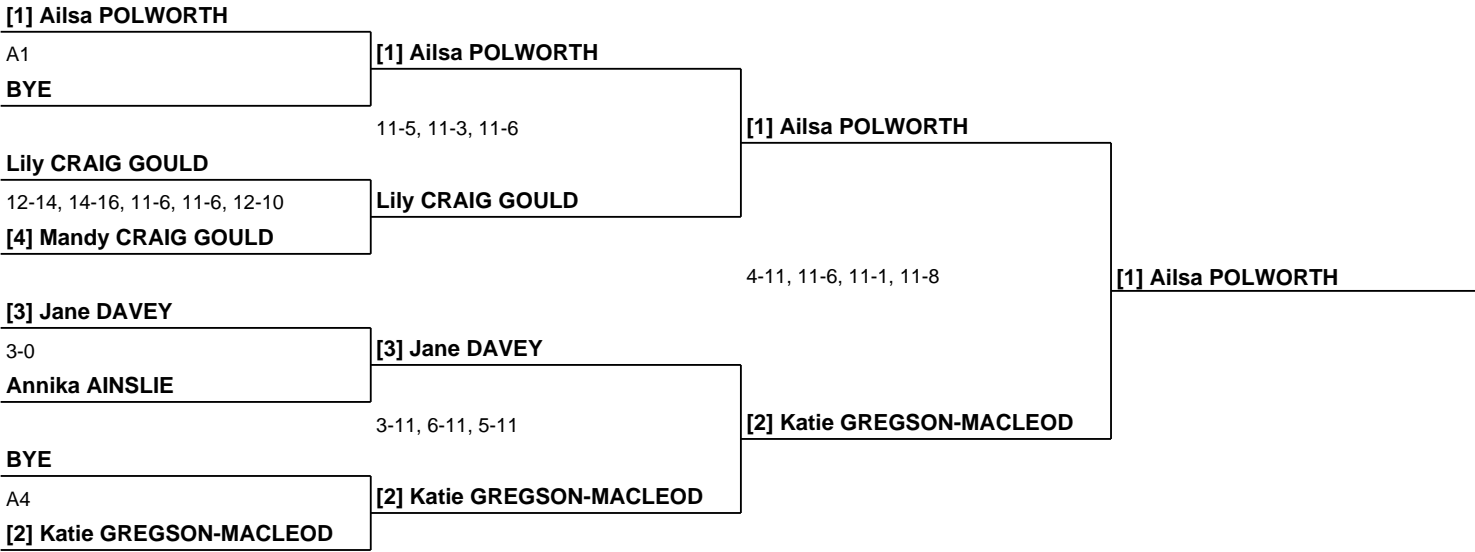 [1] Ailsa POLWORTH
A1
BYE
Lily CRAIG GOULD
12-14, 14-16, 11-6, 11-6, 12-10
[4] Mandy CRAIG GOULD
[3] Jane DAVEY
3-0
Annika AINSLIE
BYE
A4
[2] Katie GREGSON-MACLEOD
[1] Ailsa POLWORTH
11-5, 11-3, 11-6
Lily CRAIG GOULD
[3] Jane DAVEY
3-11, 6-11, 5-11
[2] Katie GREGSON-MACLEOD
[1] Ailsa POLWORTH
4-11, 11-6, 11-1, 11-8
[2] Katie GREGSON-MACLEOD
[1] Ailsa POLWORTH